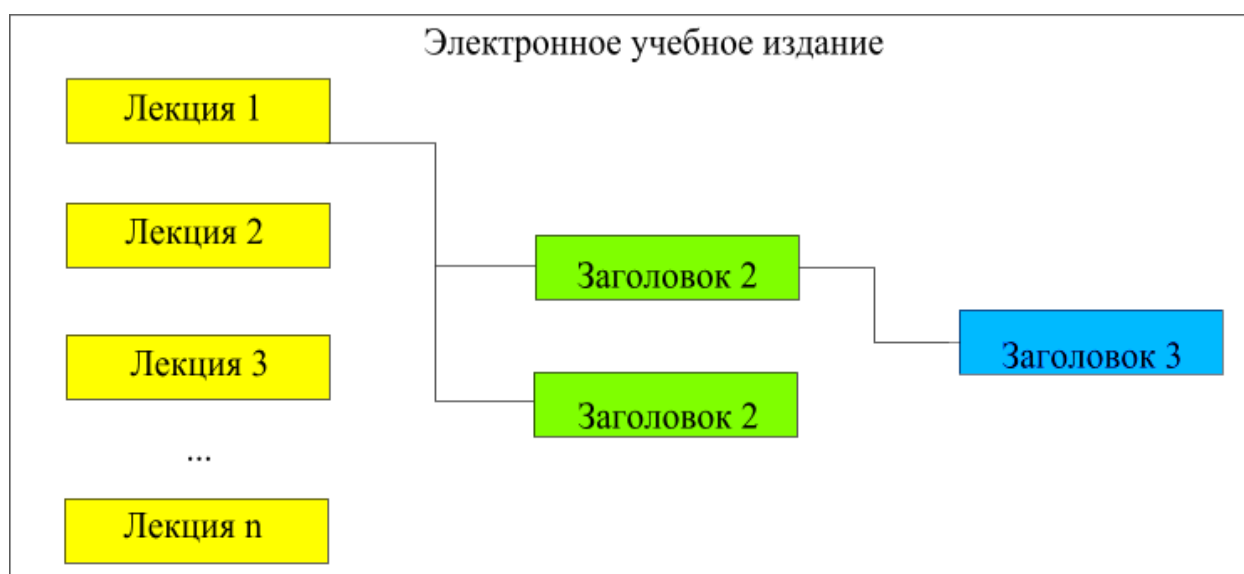 Электронное учебное издание
Лекция 1
Лекция 2
Заголовок 2
Лекция 3
Заголовок 3
Заголовок 2
...
Лекция n